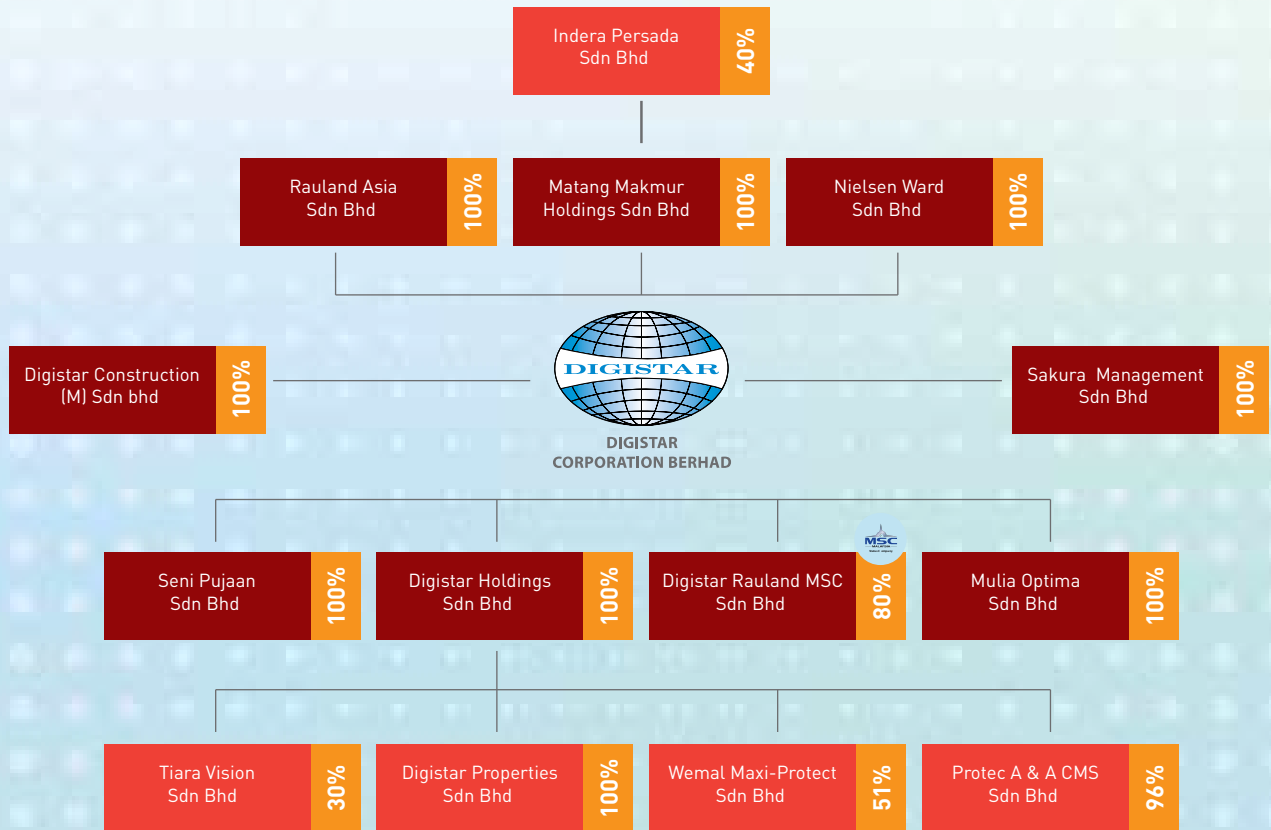 Indera Persada
Sdn Bhd
40%
Rauland Asia
Sdn Bhd
100%
Matang Makmur
Holdings Sdn Bhd
100%
Nielsen Ward
Sdn Bhd
100%
Digistar Construction
(M) Sdn bhd
100%
DIGISTAR
DIGISTAR
CORPORATION BERHAD
Sakura Management
Sdn Bhd
100%
Seni Pujaan
Sdn Bhd
100%
Digistar Holdings
Sdn Bhd
100%
Digistar Rauland MSC
Sdn Bhd
80%
MSC
MALAYSIA
Mulia Optima
Sdn Bhd
100%
Tiara Vision
Sdn Bhd
30%
Digistar Properties
Sdn Bhd
100%
Wemal Maxi-Protect
Sdn Bhd
51%
Protec A & A CMS
Sdn Bhd
96%